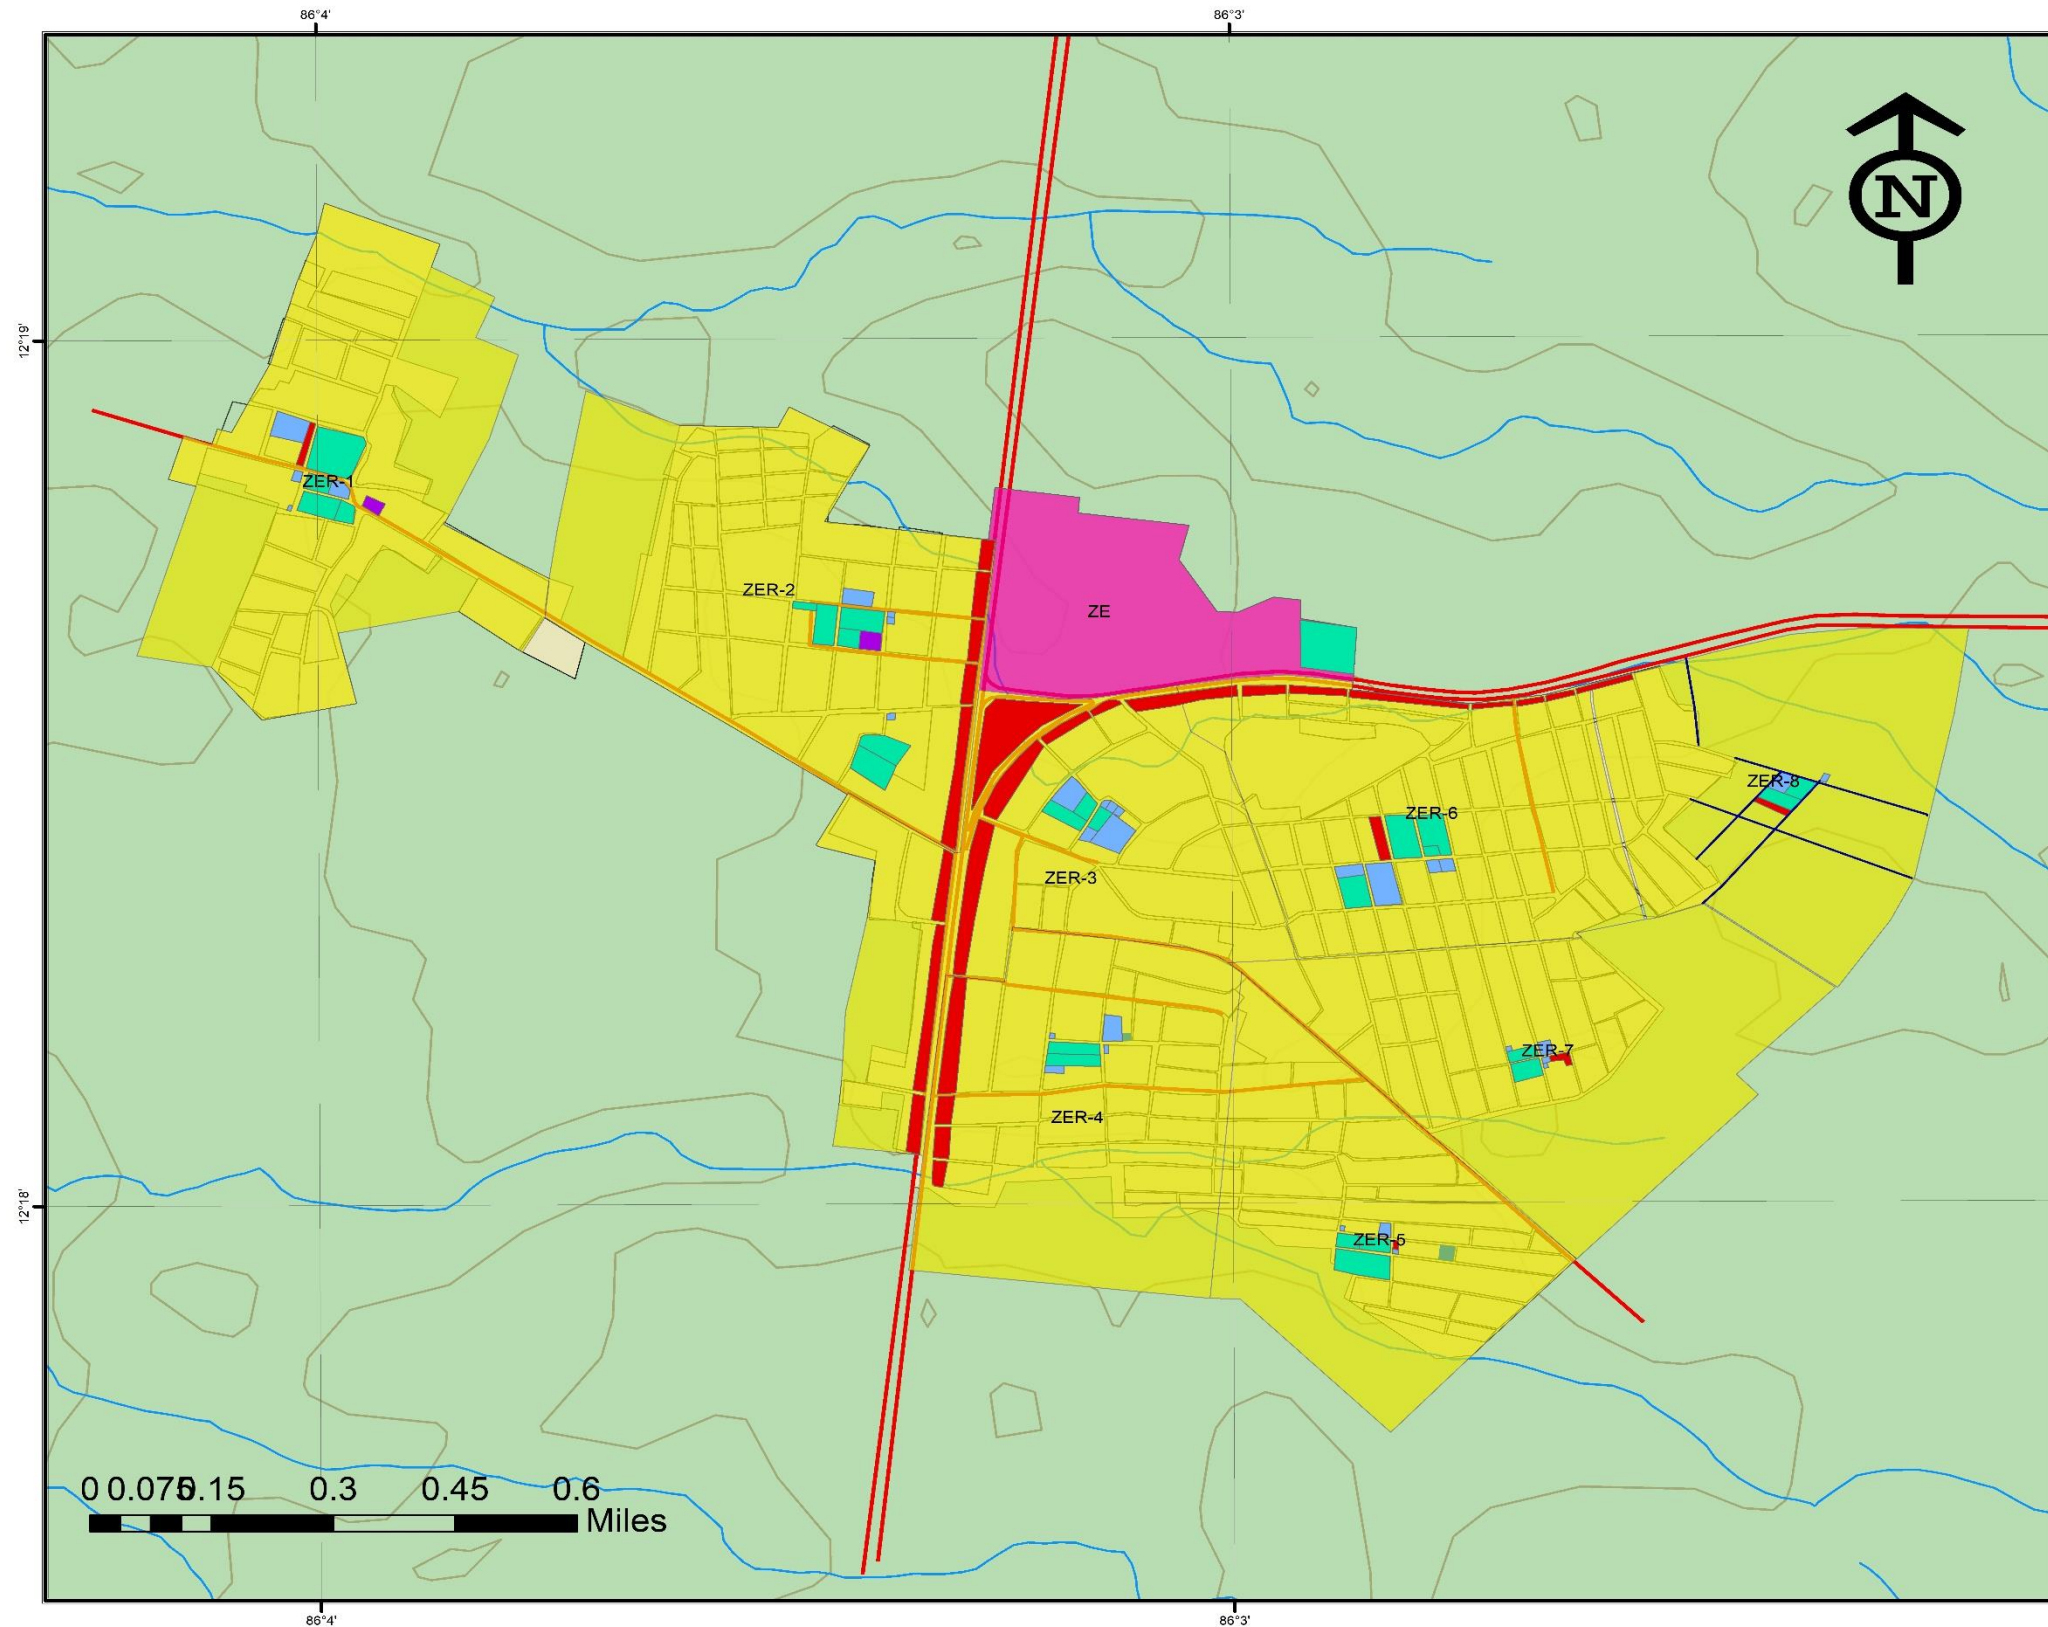 86°4' 86°3'
N
12°19'
ZER-1
ZER-2
ZE
ZER-8
ZER-6
ZER-3
ZER-7
ZER-4
12°18'
ZER-5
0 0.075 0.15 0.3 0.45 0.6
Miles
86°4' 86°3'